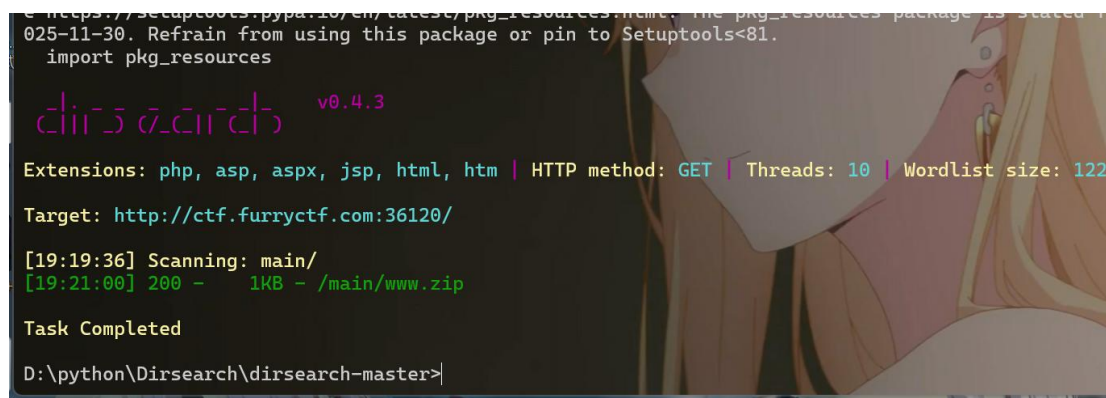 025-11-30. Refrain from using this package or pin to Setuptools<81.
import pkg_resources
_|. _ _  _  _  _ _|_    v0.4.3
(_||| _) (/_(_|| (_| )
Extensions: php, asp, aspx, jsp, html, htm | HTTP method: GET | Threads: 10 | Wordlist size: 122
Target: http://ctf.furryctf.com:36120/
[19:19:36] Scanning: main/
[19:21:00] 200 -    1KB - /main/www.zip
Task Completed
D:\python\Dirsearch\dirsearch-master>